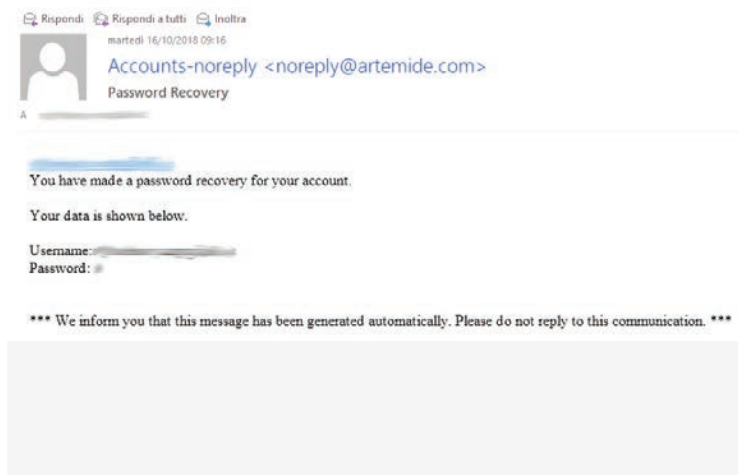 Rispondi Rispondi a tutti Inoltra
martedì 16/10/2018 09:16
Accounts-noreply <noreply@artemide.com>
Password Recovery
A
You have made a password recovery for your account.
Your data is shown below.
Username:
Password:
*** We inform you that this message has been generated automatically. Please do not reply to this communication. ***